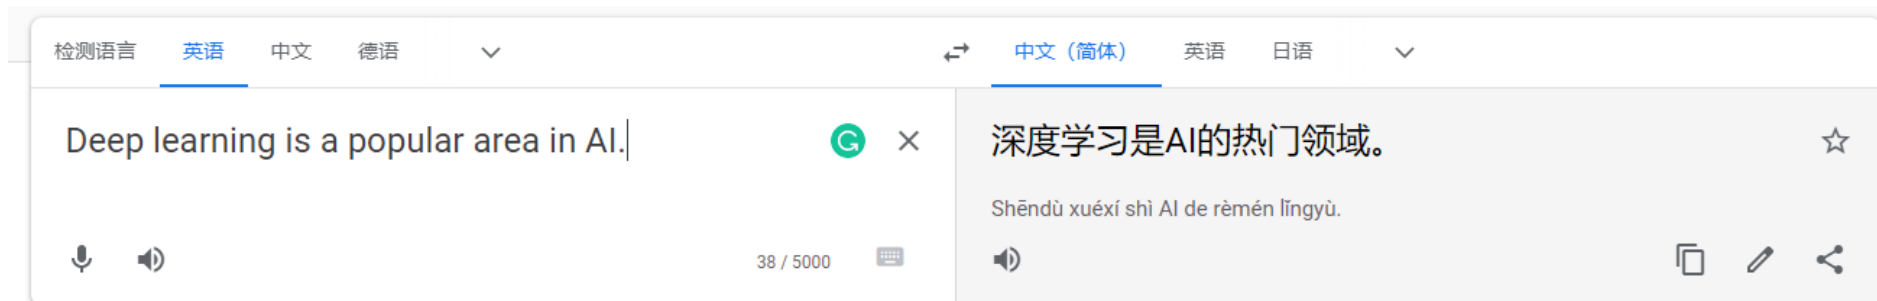 检测语言 英语 中文 德语
中文（简体） 英语 日语
Deep learning is a popular area in AI.
38 / 5000
深度学习是AI的热门领域。
Shēndù xuéxí shì AI de rèmén lǐngyù.